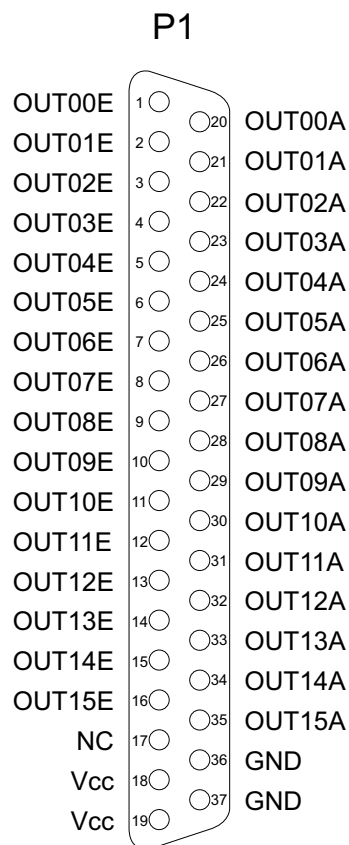 P1
OUT00E 1 20 OUT00A
OUT01E 2 21 OUT01A
OUT02E 3 22 OUT02A
OUT03E 4 23 OUT03A
OUT04E 5 24 OUT04A
OUT05E 6 25 OUT05A
OUT06E 7 26 OUT06A
OUT07E 8 27 OUT07A
OUT08E 9 28 OUT08A
OUT09E 10 29 OUT09A
OUT10E 11 30 OUT10A
OUT11E 12 31 OUT11A
OUT12E 13 32 OUT12A
OUT13E 14 33 OUT13A
OUT14E 15 34 OUT14A
OUT15E 16 35 OUT15A
NC 17 36 GND
Vcc 18 37 GND
Vcc 19